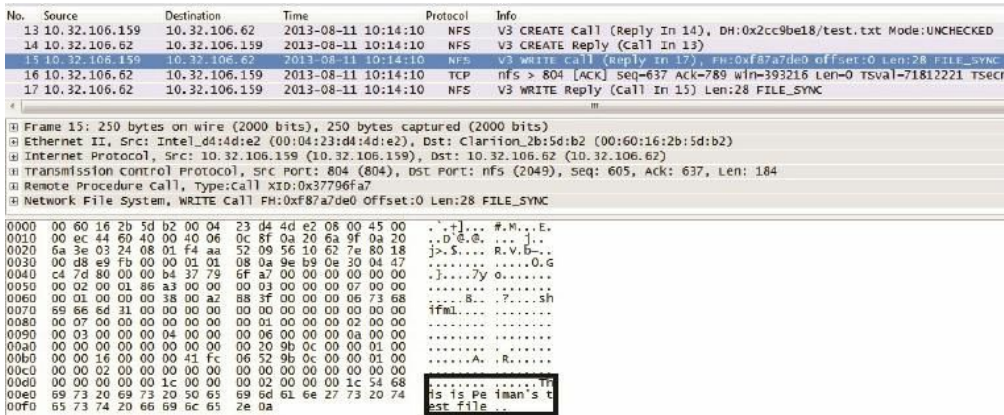 No. Source Destination Time Protocol Info
13 10.32.106.159 10.32.106.62 2013-08-11 10:14:10 NFS V3 CREATE Call (Reply In 14), DH:0x2cc9be18/test.txt Mode:UNCHECKED
14 10.32.106.62 10.32.106.159 2013-08-11 10:14:10 NFS V3 CREATE Reply (Call In 13)
15 10.32.106.159 10.32.106.62 2013-08-11 10:14:10 NFS V3 WRITE Call (Reply In 17), FH:0xf87a7de0 Offset:0 Len:28 FILE_SYNC
16 10.32.106.62 10.32.106.159 2013-08-11 10:14:10 TCP nfs > 804 [ACK] Seq=637 Ack=789 Win=393216 Len=0 TSval=71812221 TSecr
17 10.32.106.62 10.32.106.159 2013-08-11 10:14:10 NFS V3 WRITE Reply (Call In 15) Len:28 FILE_SYNC
Frame 15: 250 bytes on wire (2000 bits), 250 bytes captured (2000 bits)
Ethernet II, Src: Intel_d4:4d:e2 (00:04:23:d4:4d:e2), Dst: Clariion_2b:5d:b2 (00:60:16:2b:5d:b2)
Internet Protocol, Src: 10.32.106.159 (10.32.106.159), Dst: 10.32.106.62 (10.32.106.62)
Transmission Control Protocol, Src Port: 804 (804), Dst Port: nfs (2049), Seq: 605, Ack: 637, Len: 184
Remote Procedure Call, Type:Call XID:0x37796fa7
Network File System, WRITE Call FH:0xf87a7de0 Offset:0 Len:28 FILE_SYNC
0000 00 60 16 2b 5d b2 00 04 23 d4 4d e2 08 00 45 00 .`.+]... #.M...E.
0010 00 ec 44 60 40 00 40 06 0c 8f 0a 20 6a 9f 0a 20 ..D`@.@. ... j..
0020 6a 3e 03 24 08 01 f4 aa 52 09 56 10 62 7e 80 18 j>.$.... R.V.b~..
0030 00 d8 e9 fb 00 00 01 01 08 0a 9e b9 0e 30 04 47 ........ .....0.G
0040 c4 7d 80 00 00 b4 37 79 6f a7 00 00 00 00 00 00 .}....7y o.......
0050 00 02 00 01 86 a3 00 00 00 03 00 00 00 07 00 00 ........ ........
0060 00 01 00 00 00 38 00 a2 88 3f 00 00 00 06 73 68 .....8.. .?....sh
0070 69 66 6d 31 00 00 00 00 00 00 00 00 00 00 00 00 ifm1.... ........
0080 00 07 00 00 00 00 00 00 00 01 00 00 00 02 00 00 ........ ........
0090 00 03 00 00 00 04 00 00 00 06 00 00 00 0a 00 00 ........ ........
00a0 00 00 00 00 00 00 00 00 00 20 9b 0c 00 00 01 00 ........ ........
00b0 00 00 16 00 00 00 41 fc 06 52 9b 0c 00 00 01 00 ......A. .R......
00c0 00 00 02 00 00 00 00 00 00 00 00 00 00 00 00 00 ........ ........
00d0 00 00 00 00 00 1c 00 00 00 02 00 00 00 1c 54 68 ........ ......Th
00e0 69 73 20 69 73 20 50 65 69 6d 61 6e 27 73 20 74 is is Pe iman's t
00f0 65 73 74 20 66 69 6c 65 2e 0a est file ..